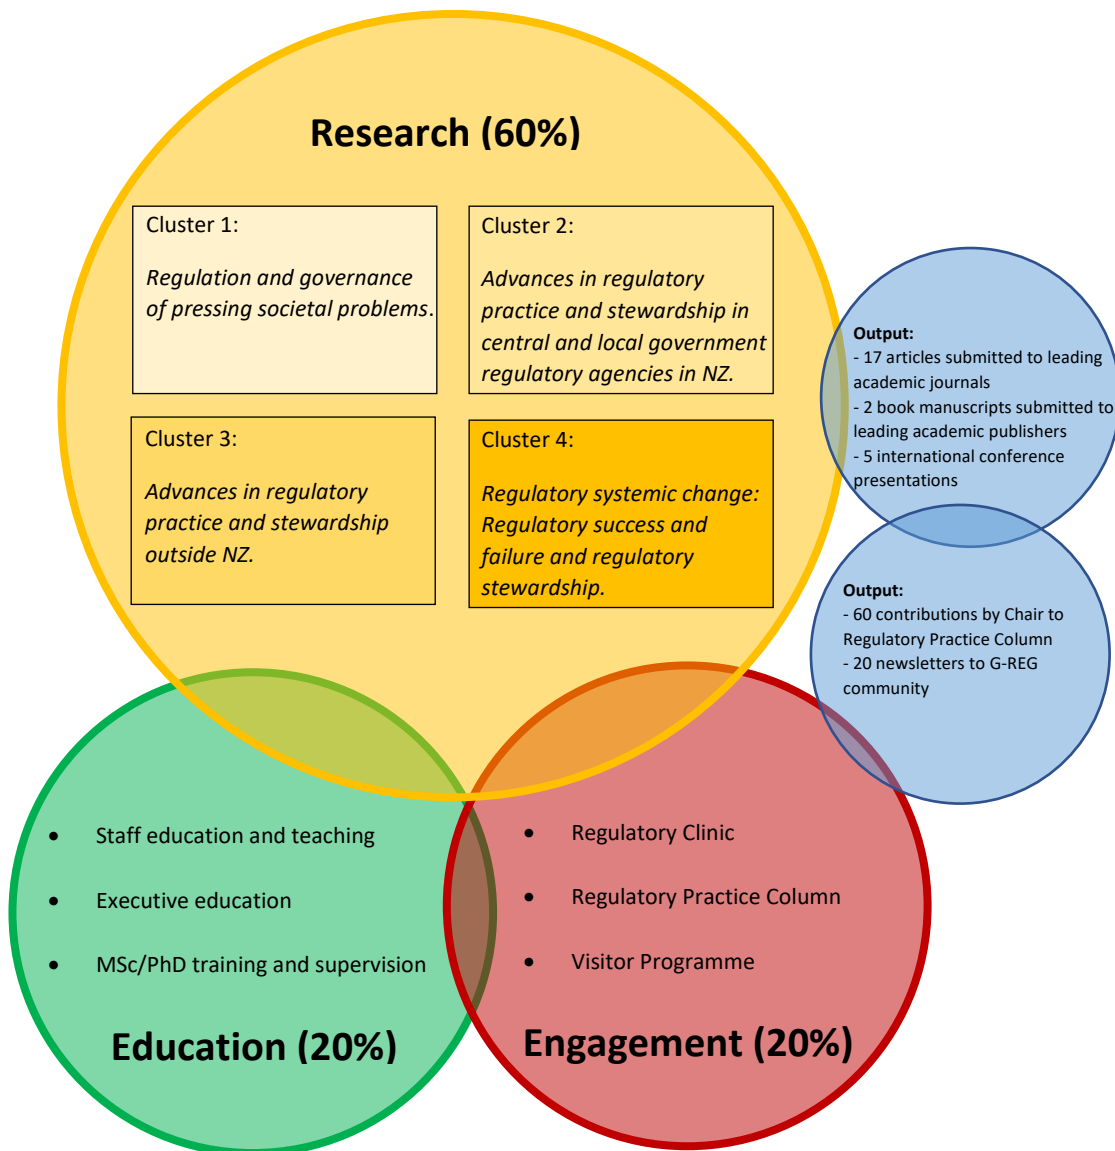 Research (60%)
Cluster 1:
Regulation and governance
of pressing societal problems.
Cluster 2:
Advances in regulatory
practice and stewardship in
central and local government
regulatory agencies in NZ.
Cluster 3:
Advances in regulatory
practice and stewardship
outside NZ.
Cluster 4:
Regulatory systemic change:
Regulatory success and
failure and regulatory
stewardship.
Output:
- 17 articles submitted to leading
academic journals
- 2 book manuscripts submitted to
leading academic publishers
- 5 international conference
presentations
Output:
- 60 contributions by Chair to
Regulatory Practice Column
- 20 newsletters to G-REG
community
• Staff education and teaching
• Executive education
• MSc/PhD training and supervision
Education (20%)
• Regulatory Clinic
• Regulatory Practice Column
• Visitor Programme
Engagement (20%)